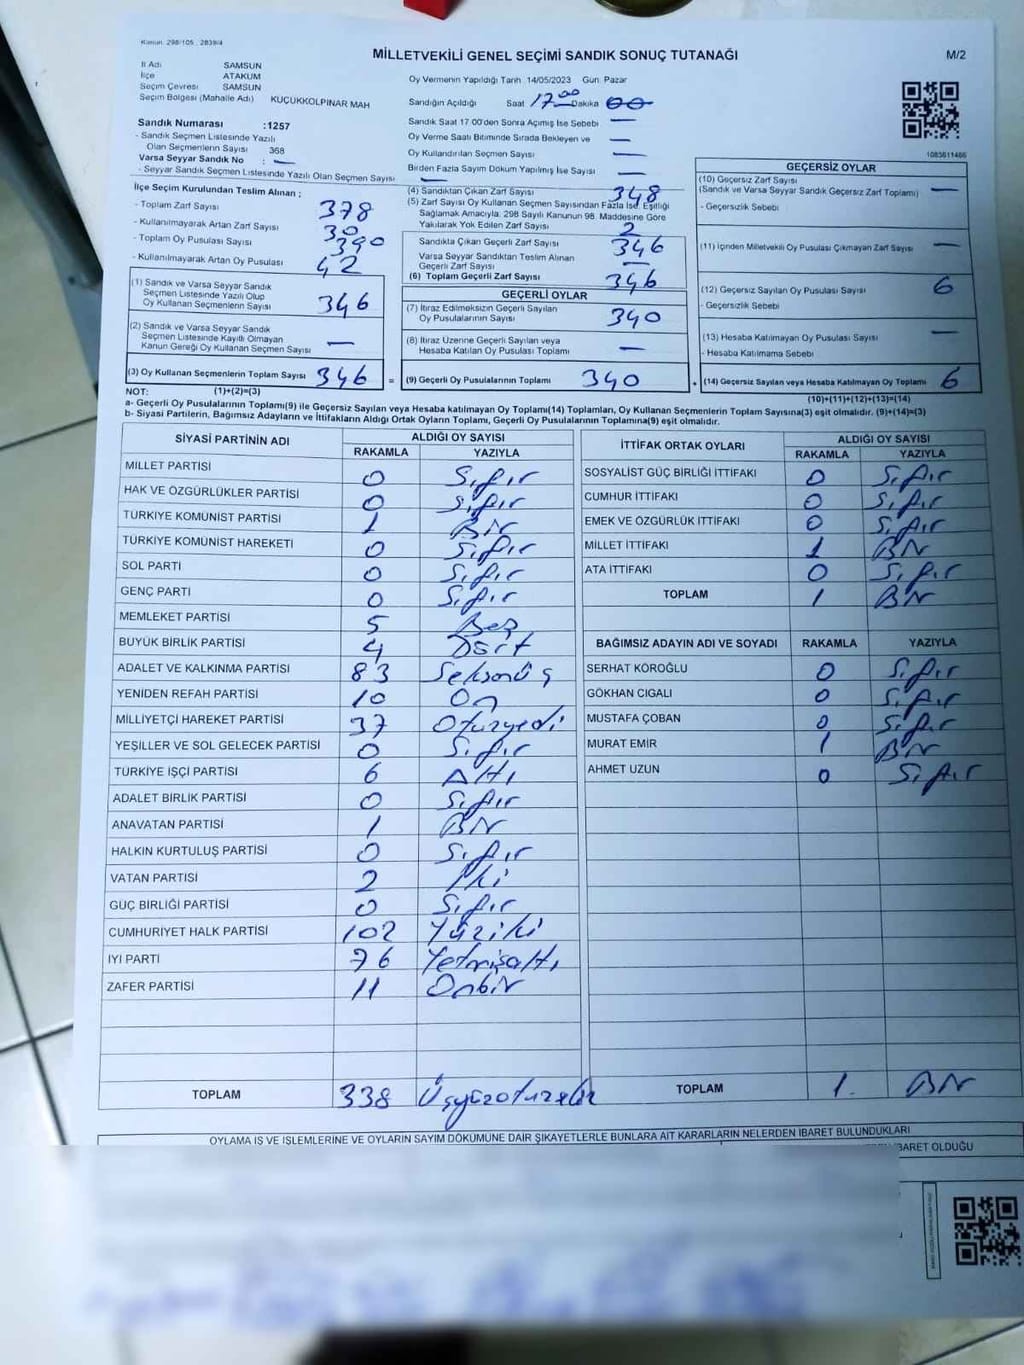 Kanun: 298/105 , 2839/4
MİLLETVEKİLİ GENEL SEÇİMİ SANDIK SONUÇ TUTANAĞI
M/2
İl Adı SAMSUN
İlçe ATAKUM
Seçim Çevresi SAMSUN
Seçim Bölgesi (Mahalle Adı) KÜÇÜKKOLPINAR MAH
Oy Vermenin Yapıldığı Tarih 14/05/2023 Gün: Pazar
Sandığın Açıldığı Saat 17.00 Dakika 00
Sandık Saat 17:00'den Sonra Açılmış İse Sebebi —
Oy Verme Saati Bitiminde Sırada Bekleyen ve —
Oy Kullandırılan Seçmen Sayısı —
Birden Fazla Sayım Döküm Yapılmış İse Sayısı —
1083611466
Sandık Numarası :1257
- Sandık Seçmen Listesinde Yazılı
Olan Seçmenlerin Sayısı 368
Varsa Seyyar Sandık No : —
- Seyyar Sandık Seçmen Listesinde Yazılı Olan Seçmen Sayısı —
İlçe Seçim Kurulundan Teslim Alınan ;
- Toplam Zarf Sayısı 378
- Kullanılmayarak Artan Zarf Sayısı 30
- Toplam Oy Pusulası Sayısı 390
- Kullanılmayarak Artan Oy Pusulası 42
(1) Sandık ve Varsa Seyyar Sandık
Seçmen Listesinde Yazılı Olup
Oy Kullanan Seçmenlerin Sayısı 346
(2) Sandık ve Varsa Seyyar Sandık
Seçmen Listesinde Kayıtlı Olmayan
Kanun Gereği Oy Kullanan Seçmen Sayısı —
(3) Oy Kullanan Seçmenlerin Toplam Sayısı 346
(4) Sandıktan Çıkan Zarf Sayısı 348
(5) Zarf Sayısı Oy Kullanan Seçmen Sayısından Fazla İse, Eşitliği
Sağlamak Amacıyla, 298 Sayılı Kanunun 98. Maddesine Göre
Yakılarak Yok Edilen Zarf Sayısı 2
Sandıkta Çıkan Geçerli Zarf Sayısı 346
Varsa Seyyar Sandıktan Teslim Alınan
Geçerli Zarf Sayısı —
(6) Toplam Geçerli Zarf Sayısı 346
GEÇERLİ OYLAR
(7) İtiraz Edilmeksizin Geçerli Sayılan
Oy Pusulalarının Sayısı 340
(8) İtiraz Üzerine Geçerli Sayılan veya
Hesaba Katılan Oy Pusulası Toplamı —
= (9) Geçerli Oy Pusulalarının Toplamı 340
GEÇERSİZ OYLAR
(10) Geçersiz Zarf Sayısı —
(Sandık ve Varsa Seyyar Sandık Geçersiz Zarf Toplamı)
- Geçersizlik Sebebi
(11) İçinden Milletvekili Oy Pusulası Çıkmayan Zarf Sayısı —
(12) Geçersiz Sayılan Oy Pusulası Sayısı 6
- Geçersizlik Sebebi
(13) Hesaba Katılmayan Oy Pusulası Sayısı —
- Hesaba Katılmama Sebebi
+ (14) Geçersiz Sayılan veya Hesaba Katılmayan Oy Toplamı 6
NOT: (1)+(2)=(3)
(10)+(11)+(12)+(13)=(14)
a- Geçerli Oy Pusulalarının Toplamı(9) ile Geçersiz Sayılan veya Hesaba katılmayan Oy Toplamı(14) Toplamları, Oy Kullanan Seçmenlerin Toplam Sayısına(3) eşit olmalıdır. (9)+(14)=(3)
b- Siyasi Partilerin, Bağımsız Adayların ve İttifakların Aldığı Ortak Oyların Toplamı, Geçerli Oy Pusulalarının Toplamına(9) eşit olmalıdır.
SİYASİ PARTİNİN ADI ALDIĞI OY SAYISI
RAKAMLA YAZIYLA
MİLLET PARTİSİ 0 Sıfır
HAK VE ÖZGÜRLÜKLER PARTİSİ 0 Sıfır
TÜRKİYE KOMÜNİST PARTİSİ 1 BİR
TÜRKİYE KOMÜNİST HAREKETİ 0 Sıfır
SOL PARTİ 0 Sıfır
GENÇ PARTİ 0 Sıfır
MEMLEKET PARTİSİ 5 Beş
BÜYÜK BİRLİK PARTİSİ 4 Dört
ADALET VE KALKINMA PARTİSİ 83 Seksenüç
YENİDEN REFAH PARTİSİ 10 On
MİLLİYETÇİ HAREKET PARTİSİ 37 Otuzyedi
YEŞİLLER VE SOL GELECEK PARTİSİ 0 Sıfır
TÜRKİYE İŞÇİ PARTİSİ 6 Altı
ADALET BİRLİK PARTİSİ 0 Sıfır
ANAVATAN PARTİSİ 1 BİR
HALKIN KURTULUŞ PARTİSİ 0 Sıfır
VATAN PARTİSİ 2 İki
GÜÇ BİRLİĞİ PARTİSİ 0 Sıfır
CUMHURİYET HALK PARTİSİ 102 Yüziki
İYİ PARTİ 76 Yetmişaltı
ZAFER PARTİSİ 11 Onbir
TOPLAM 338
İTTİFAK ORTAK OYLARI ALDIĞI OY SAYISI
RAKAMLA YAZIYLA
SOSYALİST GÜÇ BİRLİĞİ İTTİFAKI 0 Sıfır
CUMHUR İTTİFAKI 0 Sıfır
EMEK VE ÖZGÜRLÜK İTTİFAKI 0 Sıfır
MİLLET İTTİFAKI 1 BİR
ATA İTTİFAKI 0 Sıfır
TOPLAM 1 BİR
BAĞIMSIZ ADAYIN ADI VE SOYADI RAKAMLA YAZIYLA
SERHAT KÖROĞLU 0 Sıfır
GÖKHAN CIGALI 0 Sıfır
MUSTAFA ÇOBAN 0 Sıfır
MURAT EMİR 1 BİR
AHMET UZUN 0 Sıfır
TOPLAM 1. BİR
OYLAMA İŞ VE İŞLEMLERİNE VE OYLARIN SAYIM DÖKÜMÜNE DAİR ŞİKAYETLERLE BUNLARA AİT KARARLARIN NELERDEN İBARET BULUNDUKLARI
İBARET OLDUĞU